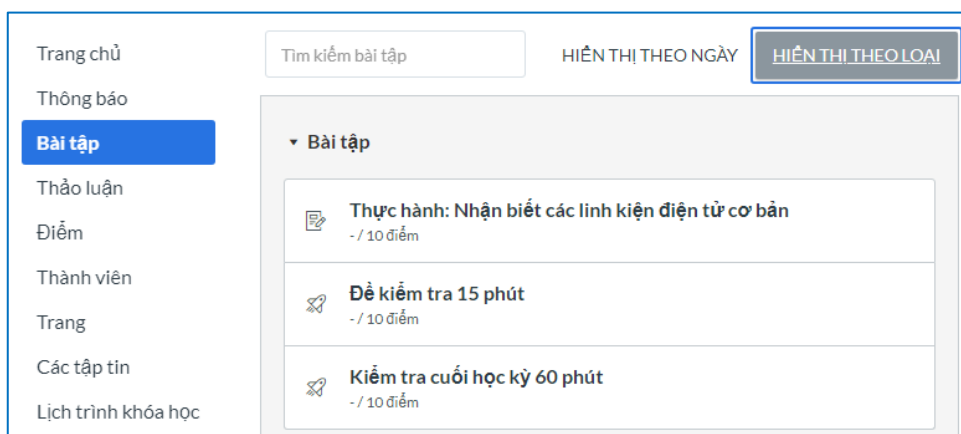 Trang chủ
Thông báo
Bài tập
Thảo luận
Điểm
Thành viên
Trang
Các tập tin
Lịch trình khóa học
Tìm kiếm bài tập
HIỂN THỊ THEO NGÀY
HIỂN THỊ THEO LOẠI
Bài tập
Thực hành: Nhận biết các linh kiện điện tử cơ bản
- / 10 điểm
Đề kiểm tra 15 phút
- / 10 điểm
Kiểm tra cuối học kỳ 60 phút
- / 10 điểm